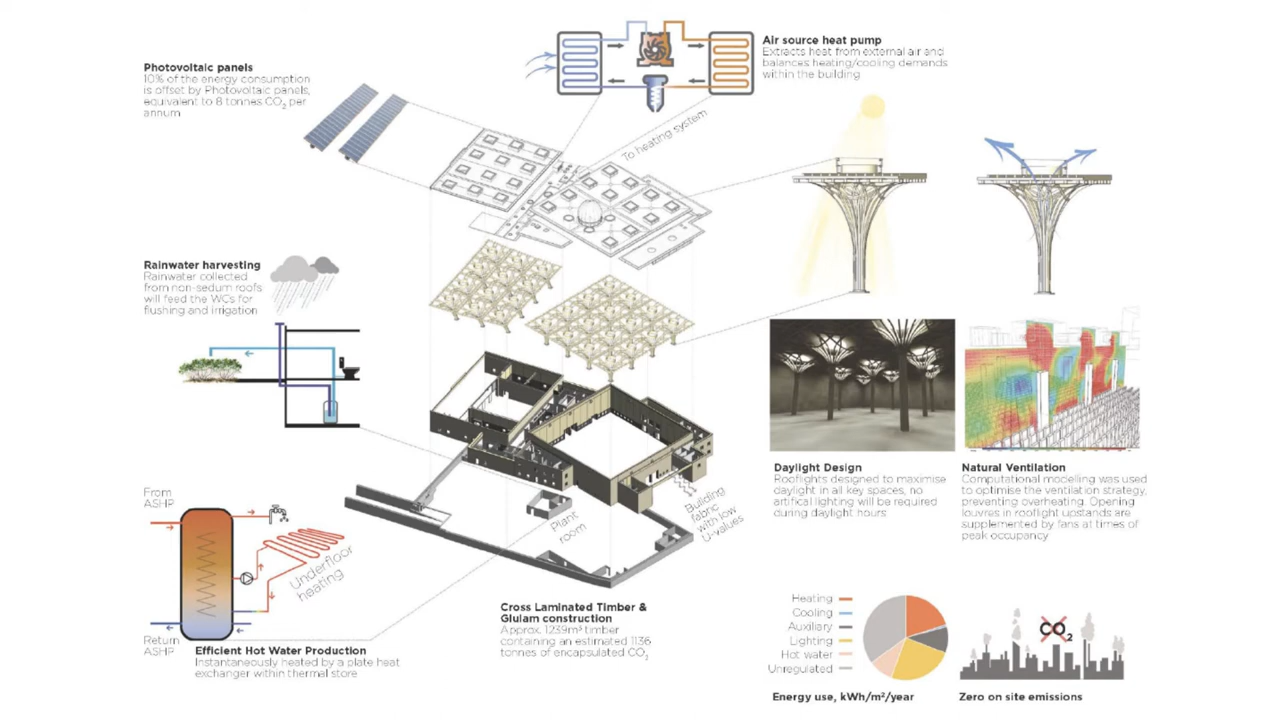 Photovoltaic panels
10% of the energy consumption
is offset by Photovoltaic panels,
equivalent to 8 tonnes CO₂ per
annum
Air source heat pump
Extracts heat from external air and
balances heating/cooling demands
within the building
To heating system
Rainwater harvesting
Rainwater collected
from non-sedum roofs
will feed the WCs for
flushing and irrigation
Daylight Design
Rooflights designed to maximise
daylight in all key spaces, no
artifical lighting will be required
during daylight hours
Natural Ventilation
Computational modelling was used
to optimise the ventilation strategy,
preventing overheating. Opening
louvres in rooflight upstands are
supplemented by fans at times of
peak occupancy
From
ASHP
Underfloor
heating
Return
ASHP
Efficient Hot Water Production
Instantaneously heated by a plate heat
exchanger within thermal store
Plant
room
Building
fabric
with low
U-values
Cross Laminated Timber &
Glulam construction
Approx. 1239m³ timber
containing an estimated 1136
tonnes of encapsulated CO₂
Heating
Cooling
Auxiliary
Lighting
Hot water
Unregulated
Energy use, kWh/m²/year
CO₂
Zero on site emissions